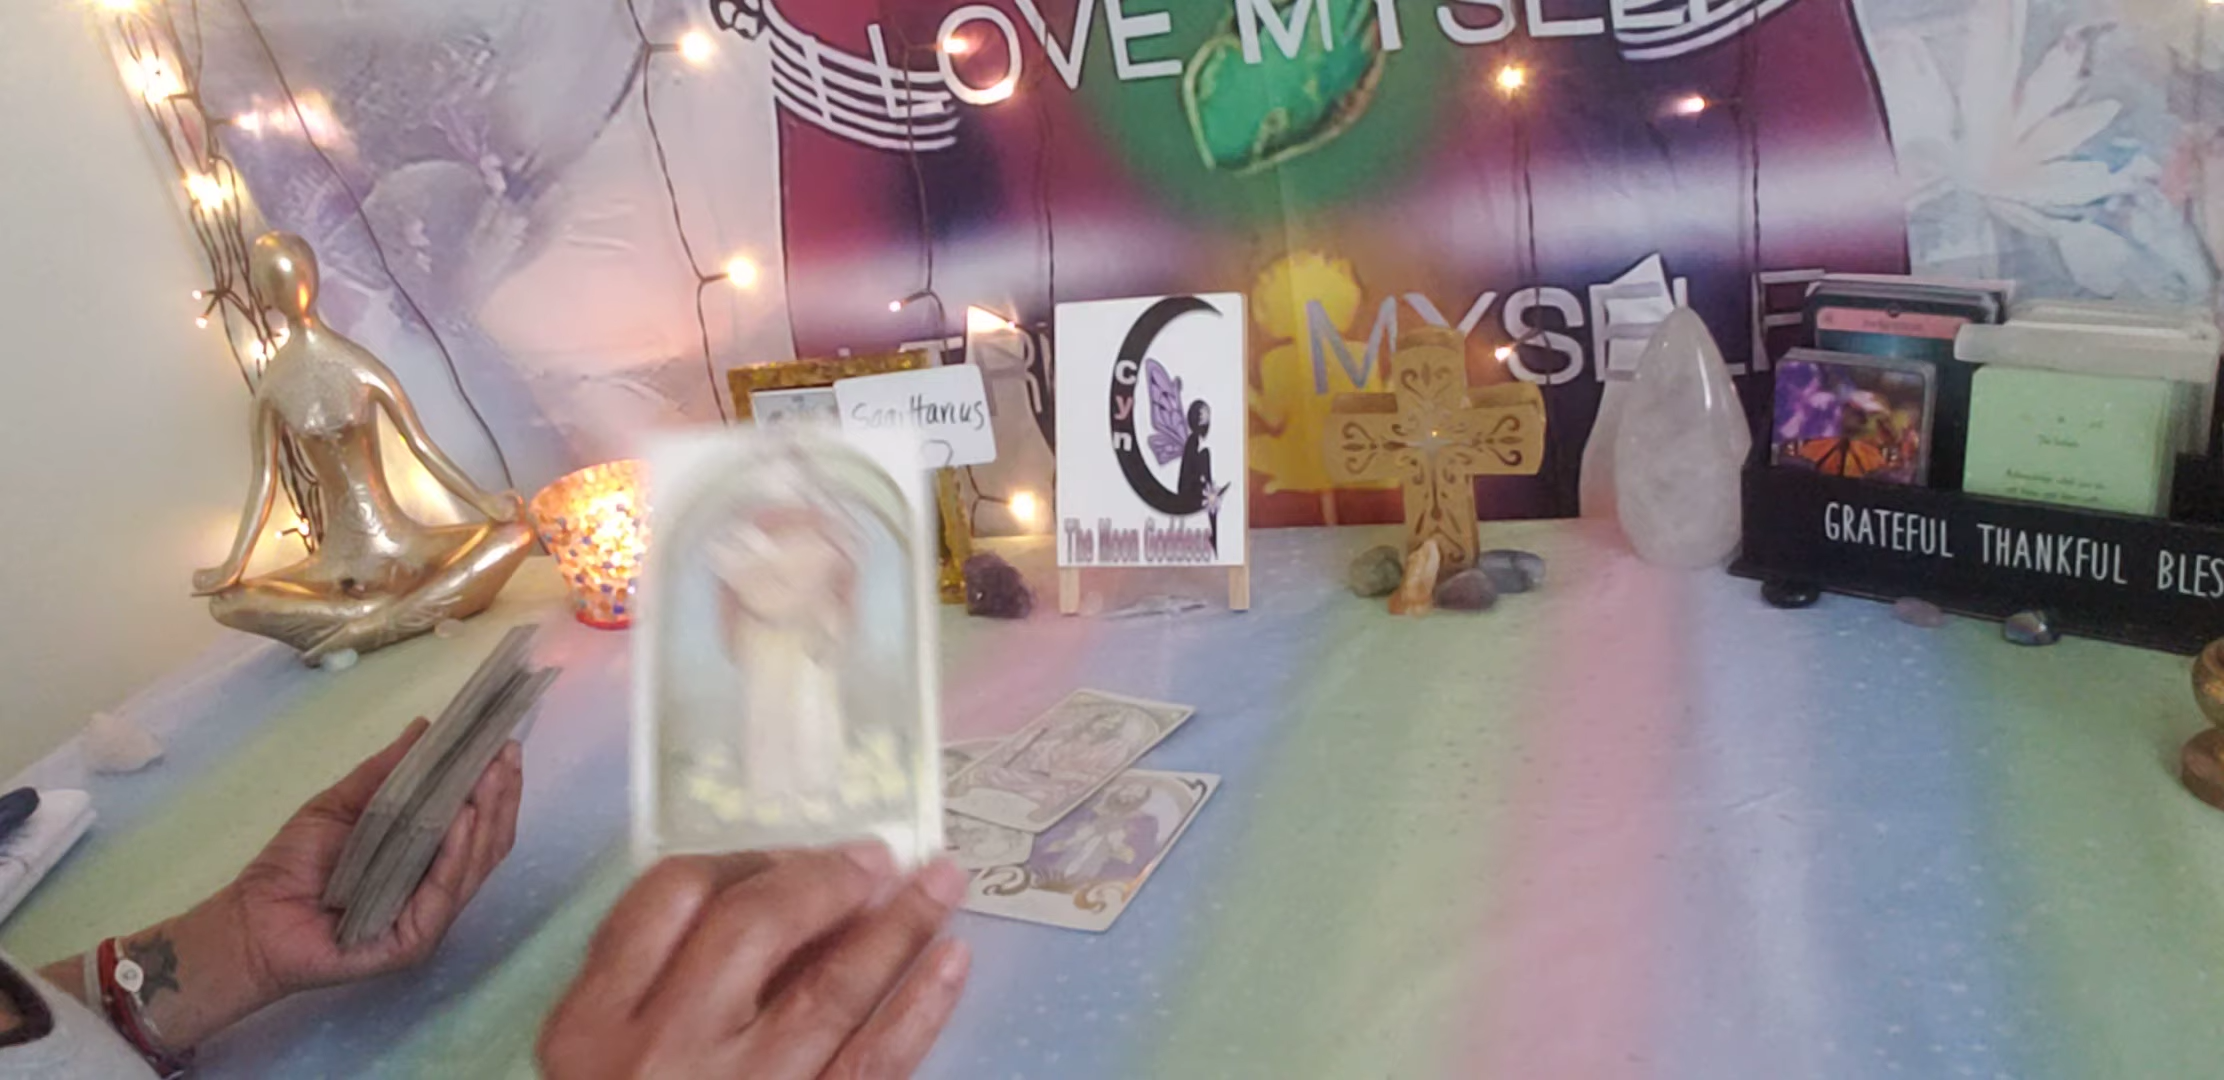 LOVE MYSELF
MYSELF
Sagittarius
cyn
The Moon Goddess
GRATEFUL THANKFUL BLES